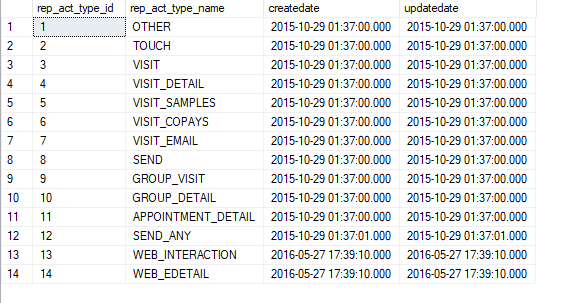 rep_act_type_id rep_act_type_name createdate updatedate
1 1 OTHER 2015-10-29 01:37:00.000 2015-10-29 01:37:00.000
2 2 TOUCH 2015-10-29 01:37:00.000 2015-10-29 01:37:00.000
3 3 VISIT 2015-10-29 01:37:00.000 2015-10-29 01:37:00.000
4 4 VISIT_DETAIL 2015-10-29 01:37:00.000 2015-10-29 01:37:00.000
5 5 VISIT_SAMPLES 2015-10-29 01:37:00.000 2015-10-29 01:37:00.000
6 6 VISIT_COPAYS 2015-10-29 01:37:00.000 2015-10-29 01:37:00.000
7 7 VISIT_EMAIL 2015-10-29 01:37:00.000 2015-10-29 01:37:00.000
8 8 SEND 2015-10-29 01:37:00.000 2015-10-29 01:37:00.000
9 9 GROUP_VISIT 2015-10-29 01:37:00.000 2015-10-29 01:37:00.000
10 10 GROUP_DETAIL 2015-10-29 01:37:00.000 2015-10-29 01:37:00.000
11 11 APPOINTMENT_DETAIL 2015-10-29 01:37:00.000 2015-10-29 01:37:00.000
12 12 SEND_ANY 2015-10-29 01:37:01.000 2015-10-29 01:37:01.000
13 13 WEB_INTERACTION 2016-05-27 17:39:10.000 2016-05-27 17:39:10.000
14 14 WEB_EDETAIL 2016-05-27 17:39:10.000 2016-05-27 17:39:10.000